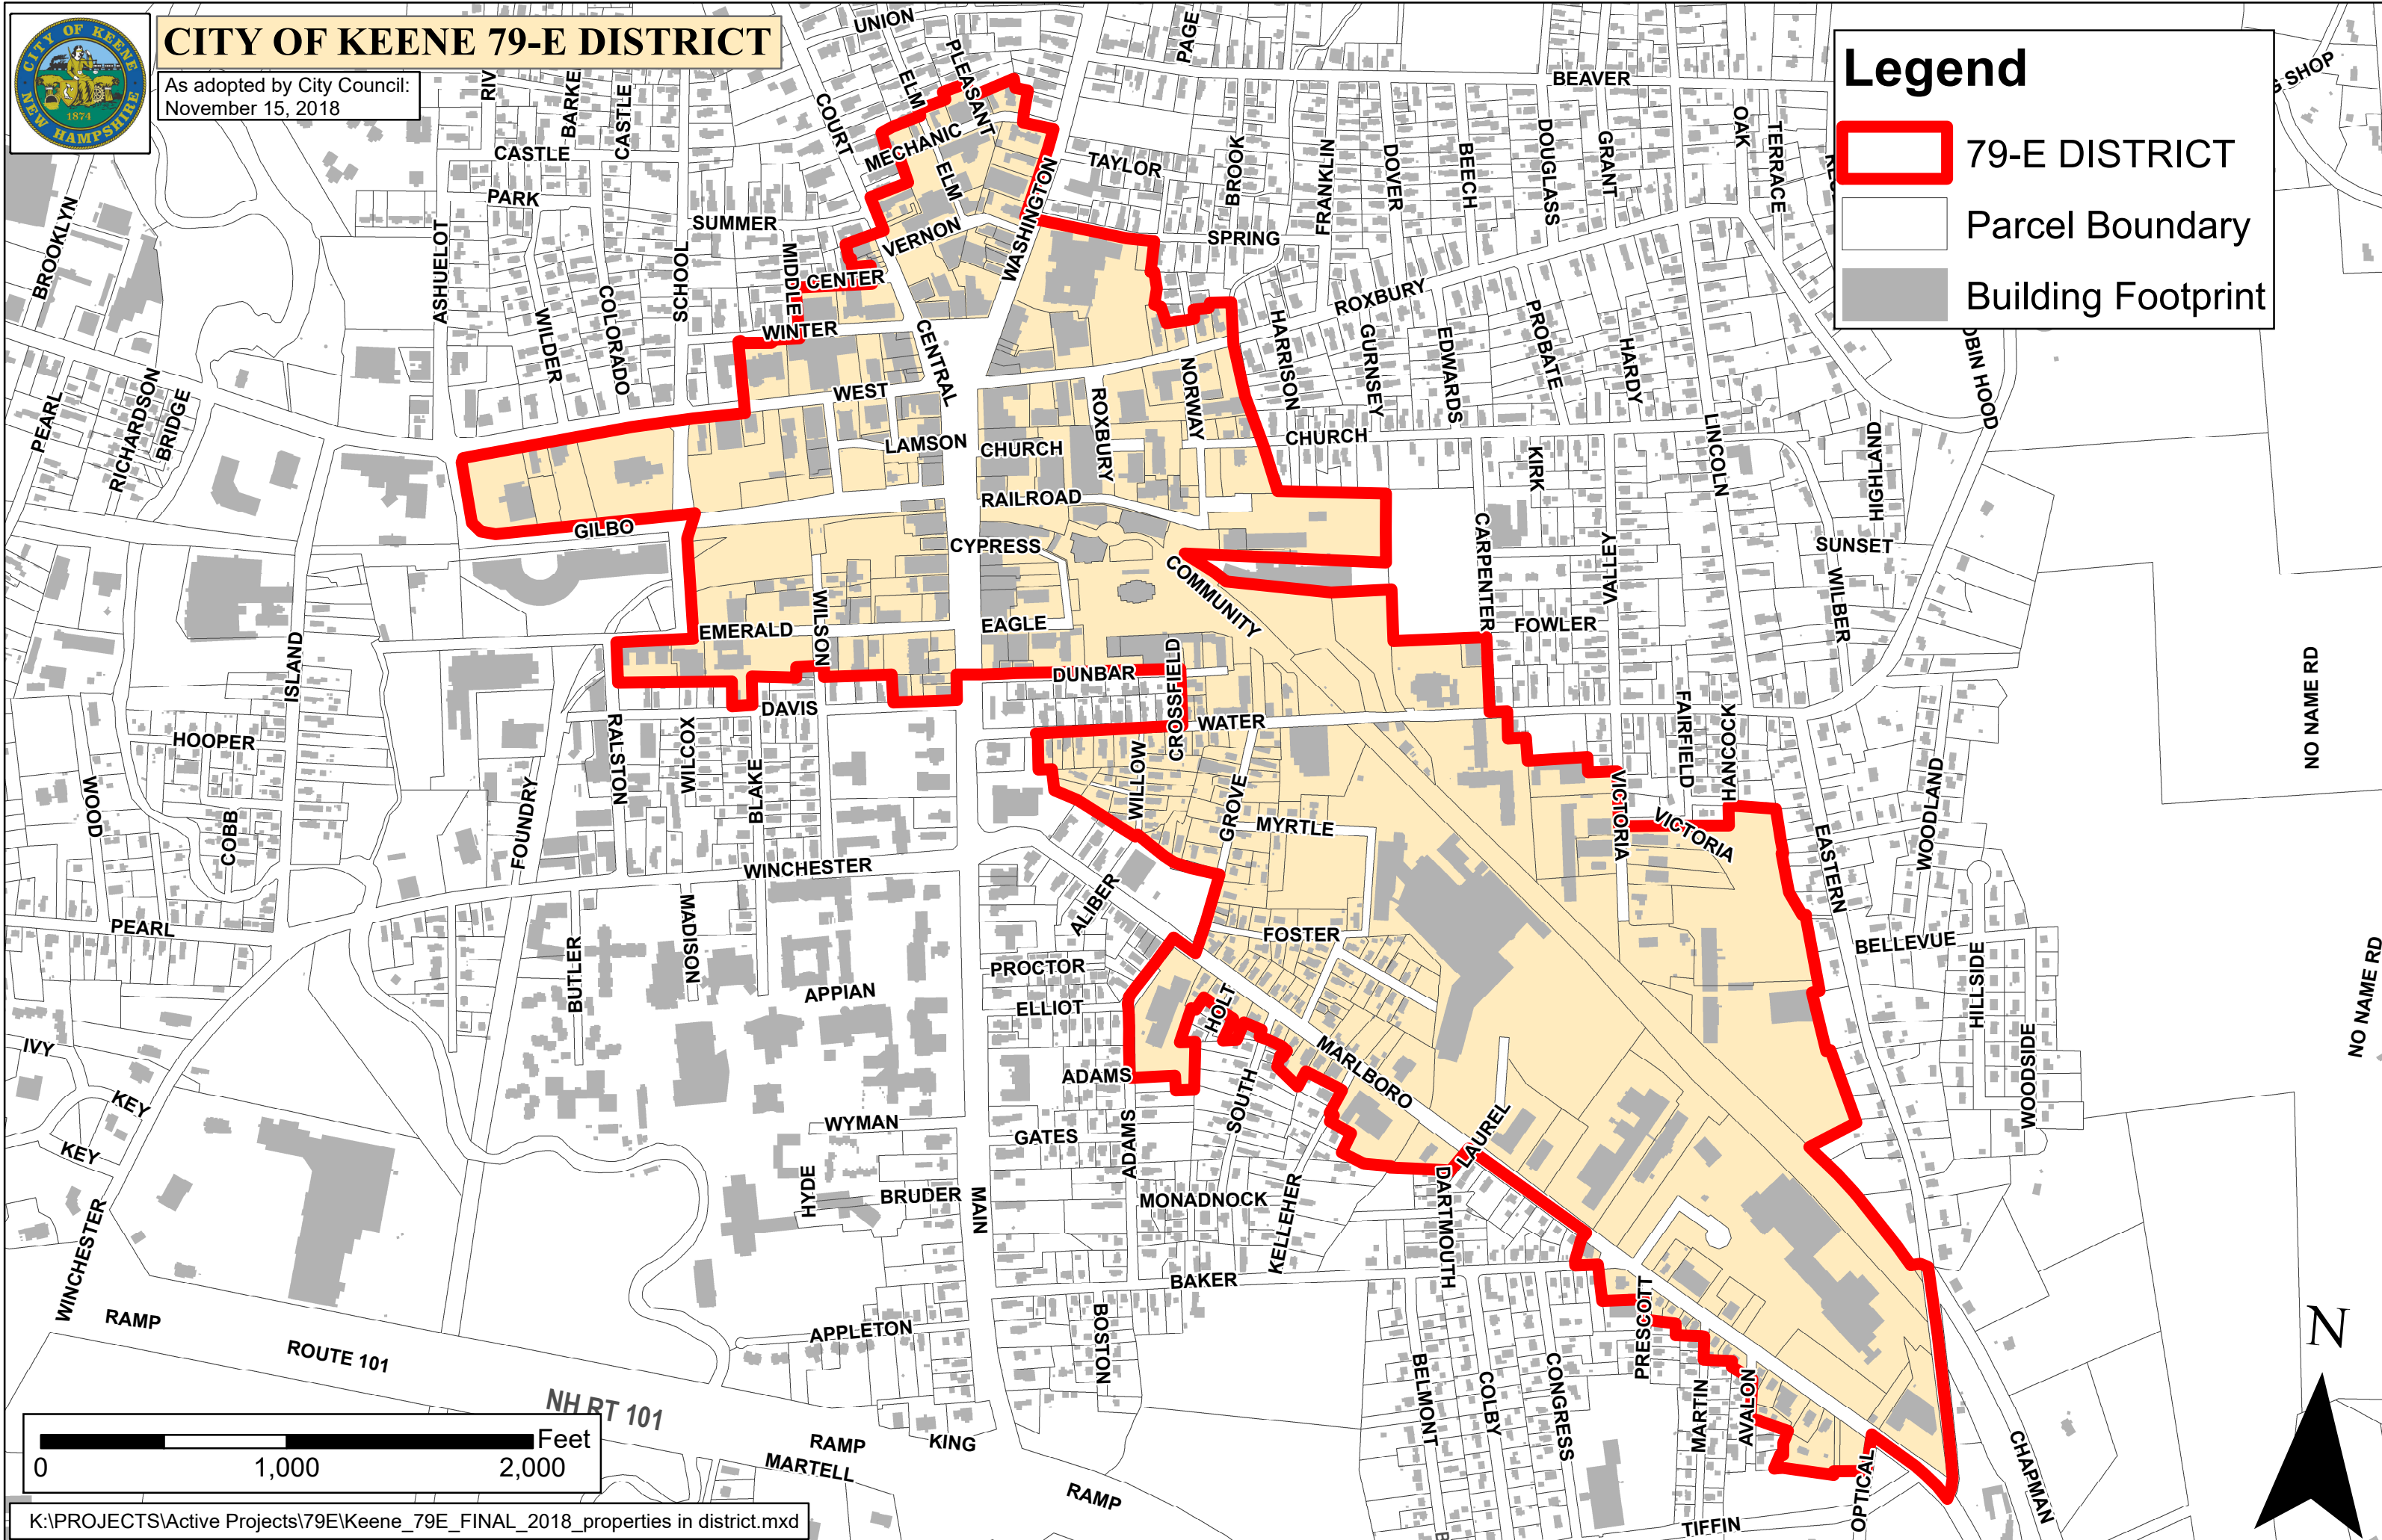 CITY OF KEENE
NEW HAMPSHIRE
1874
CITY OF KEENE 79-E DISTRICT
As adopted by City Council:
November 15, 2018
Legend
79-E DISTRICT
Parcel Boundary
Building Footprint
UNION
PAGE
PLEASANT
ELM
RIV
BARKE
CASTLE
COURT
BEAVER
G SHOP
CASTLE
MECHANIC
ELM
TAYLOR
BROOK
FRANKLIN
DOVER
BEECH
DOUGLASS
GRANT
OAK
TERRACE
PARK
BROOKLYN
ASHUELOT
SUMMER
SCHOOL
MIDDLE
VERNON
WASHINGTON
SPRING
CENTER
WILDER
COLORADO
WINTER
CENTRAL
ROXBURY
HARRISON
GURNSEY
EDWARDS
PROBATE
HARDY
OBIN HOOD
PEARL
RICHARDSON
BRIDGE
WEST
ROXBURY
NORWAY
LAMSON
CHURCH
CHURCH
KIRK
LINCOLN
HIGHLAND
RAILROAD
GILBO
CYPRESS
COMMUNITY
CARPENTER
VALLEY
SUNSET
WILBER
ISLAND
EMERALD
WILSON
EAGLE
FOWLER
NO NAME RD
DUNBAR
CROSSFIELD
DAVIS
WATER
HOOPER
RALSTON
WILCOX
BLAKE
WILLOW
GROVE
FAIRFIELD
HANCOCK
WOOD
COBB
FOUNDRY
MYRTLE
VICTORIA
VICTORIA
EASTERN
WOODLAND
WINCHESTER
ALIBER
PEARL
MADISON
BUTLER
FOSTER
BELLEVUE
HILLSIDE
PROCTOR
APPIAN
ELLIOT
HOLT
NO NAME RD
IVY
MARLBORO
WOODSIDE
ADAMS
KEY
SOUTH
LAUREL
WYMAN
GATES
ADAMS
KEY
HYDE
BRUDER
MAIN
MONADNOCK
KELLEHER
DARTMOUTH
WINCHESTER
BAKER
RAMP
APPLETON
BOSTON
PRESCOTT
ROUTE 101
BELMONT
COLBY
CONGRESS
MARTIN
AVALON
NH RT 101
RAMP
KING
MARTELL
RAMP
OPTICAL
CHAPMAN
TIFFIN
N
Feet
0 1,000 2,000
K:\PROJECTS\Active Projects\79E\Keene_79E_FINAL_2018_properties in district.mxd